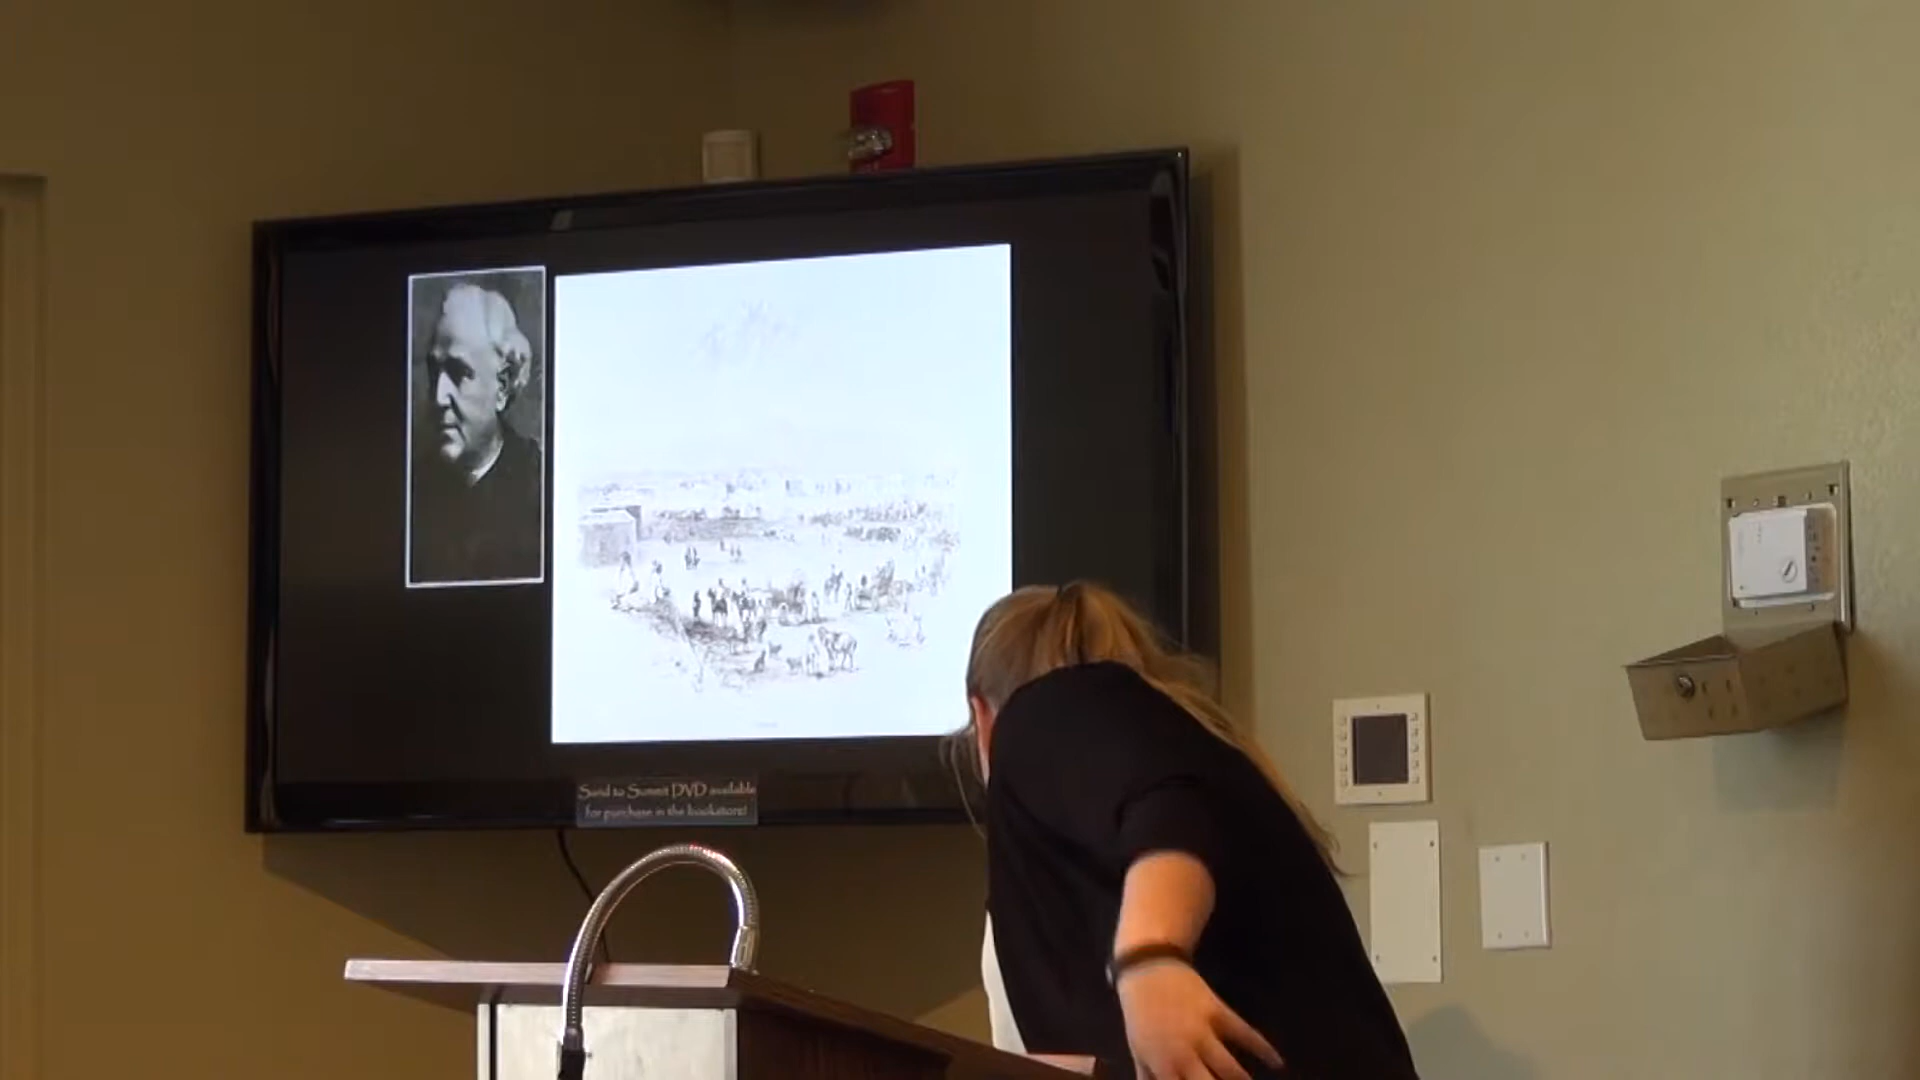 Sand to Summit DVD available
for purchase in the bookstore!